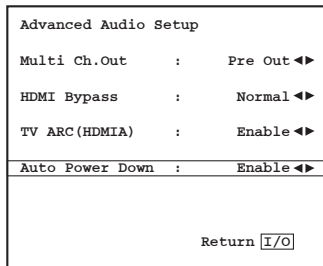 Advanced Audio Setup
Multi Ch.Out : Pre Out ◄►
HDMI Bypass : Normal ◄►
TV ARC(HDMIA) : Enable ◄►
Auto Power Down : Enable ◄►
Return I/O